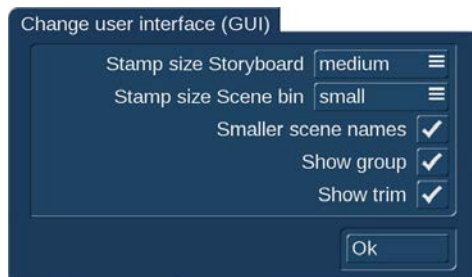 Change user interface (GUI)
Stamp size Storyboard medium
Stamp size Scene bin small
Smaller scene names
Show group
Show trim
Ok